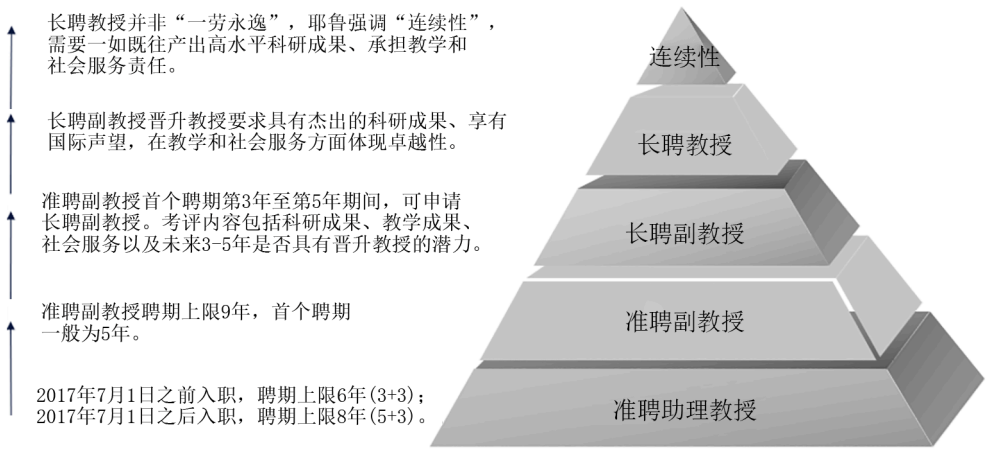 长聘教授并非“一劳永逸”，耶鲁强调“连续性”，
需要一如既往产出高水平科研成果、承担教学和
社会服务责任。
长聘副教授晋升教授要求具有杰出的科研成果、享有
国际声望，在教学和社会服务方面体现卓越性。
准聘副教授首个聘期第3年至第5年期间，可申请
长聘副教授。考评内容包括科研成果、教学成果、
社会服务以及未来3-5年是否具有晋升教授的潜力。
准聘副教授聘期上限9年，首个聘期
一般为5年。
2017年7月1日之前入职，聘期上限6年(3+3)；
2017年7月1日之后入职，聘期上限8年(5+3)。
连续性
长聘教授
长聘副教授
准聘副教授
准聘助理教授